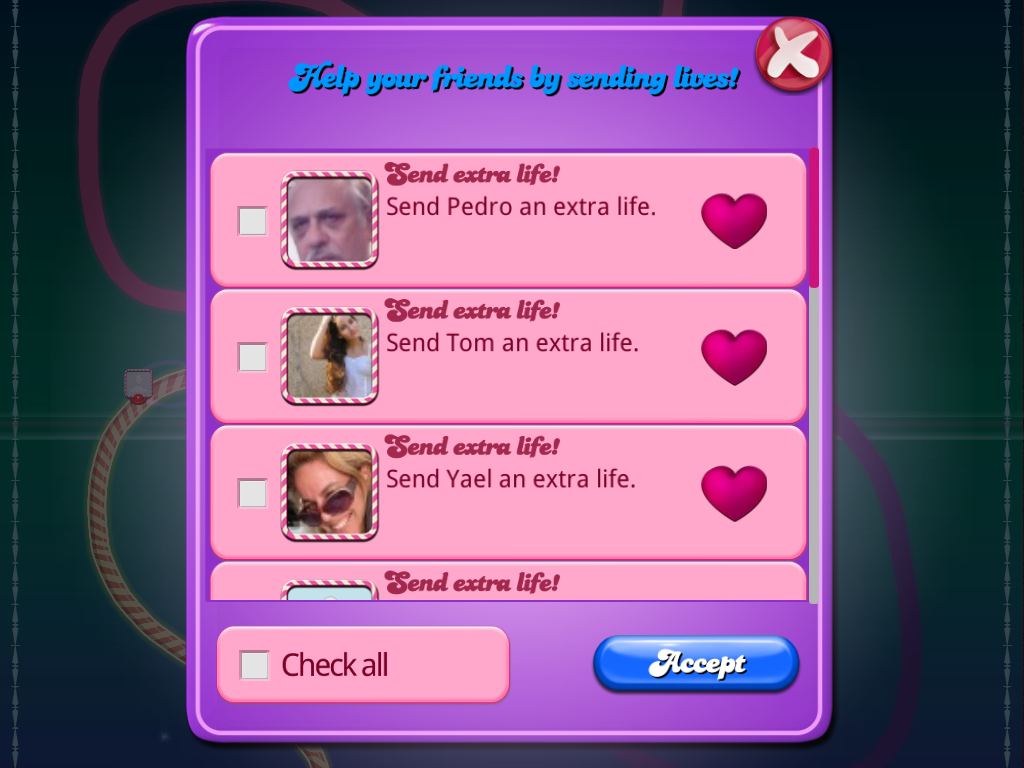 Help your friends by sending lives!
Send extra life!
Send Pedro an extra life.
Send extra life!
Send Tom an extra life.
Send extra life!
Send Yael an extra life.
Send extra life!
Check all
Accept